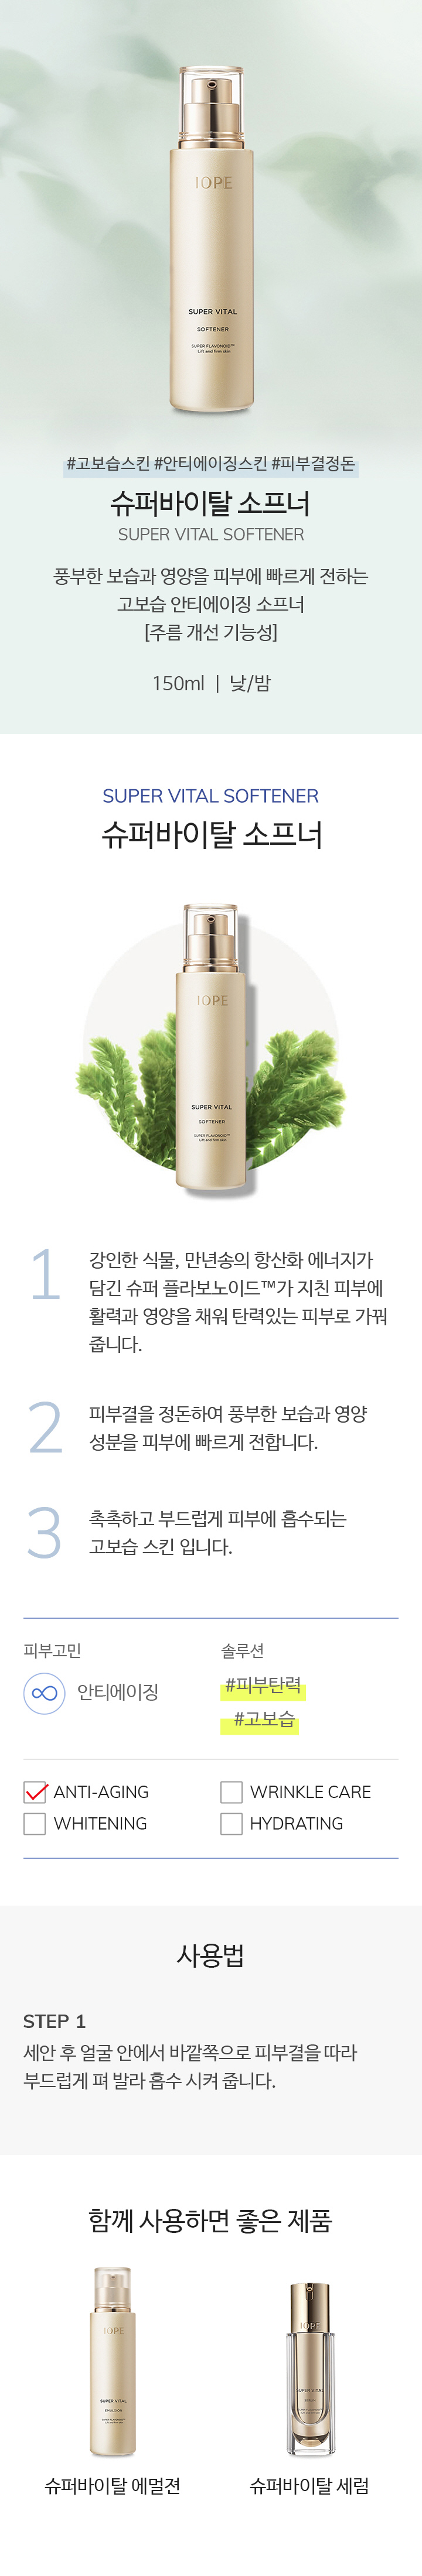 IOPE
SUPER VITAL
SOFTENER
SUPER FLAVONOID™
Lift and firm skin
#고보습스킨 #안티에이징스킨 #피부결정돈
슈퍼바이탈 소프너
SUPER VITAL SOFTENER
풍부한 보습과 영양을 피부에 빠르게 전하는
고보습 안티에이징 소프너
[주름 개선 기능성]
150ml | 낮/밤
SUPER VITAL SOFTENER
슈퍼바이탈 소프너
IOPE
SUPER VITAL
SOFTENER
SUPER FLAVONOID™
Lift and firm skin
1
강인한 식물, 만년송의 항산화 에너지가
담긴 슈퍼 플라보노이드™가 지친 피부에
활력과 영양을 채워 탄력있는 피부로 가꿔
줍니다.
2
피부결을 정돈하여 풍부한 보습과 영양
성분을 피부에 빠르게 전합니다.
3
촉촉하고 부드럽게 피부에 흡수되는
고보습 스킨 입니다.
피부고민
안티에이징
솔루션
#피부탄력
#고보습
ANTI-AGING
WRINKLE CARE
WHITENING
HYDRATING
사용법
STEP 1
세안 후 얼굴 안에서 바깥쪽으로 피부결을 따라
부드럽게 펴 발라 흡수 시켜 줍니다.
함께 사용하면 좋은 제품
IOPE
SUPER VITAL
EMULSION
IOPE
SUPER VITAL
슈퍼바이탈 에멀젼
슈퍼바이탈 세럼